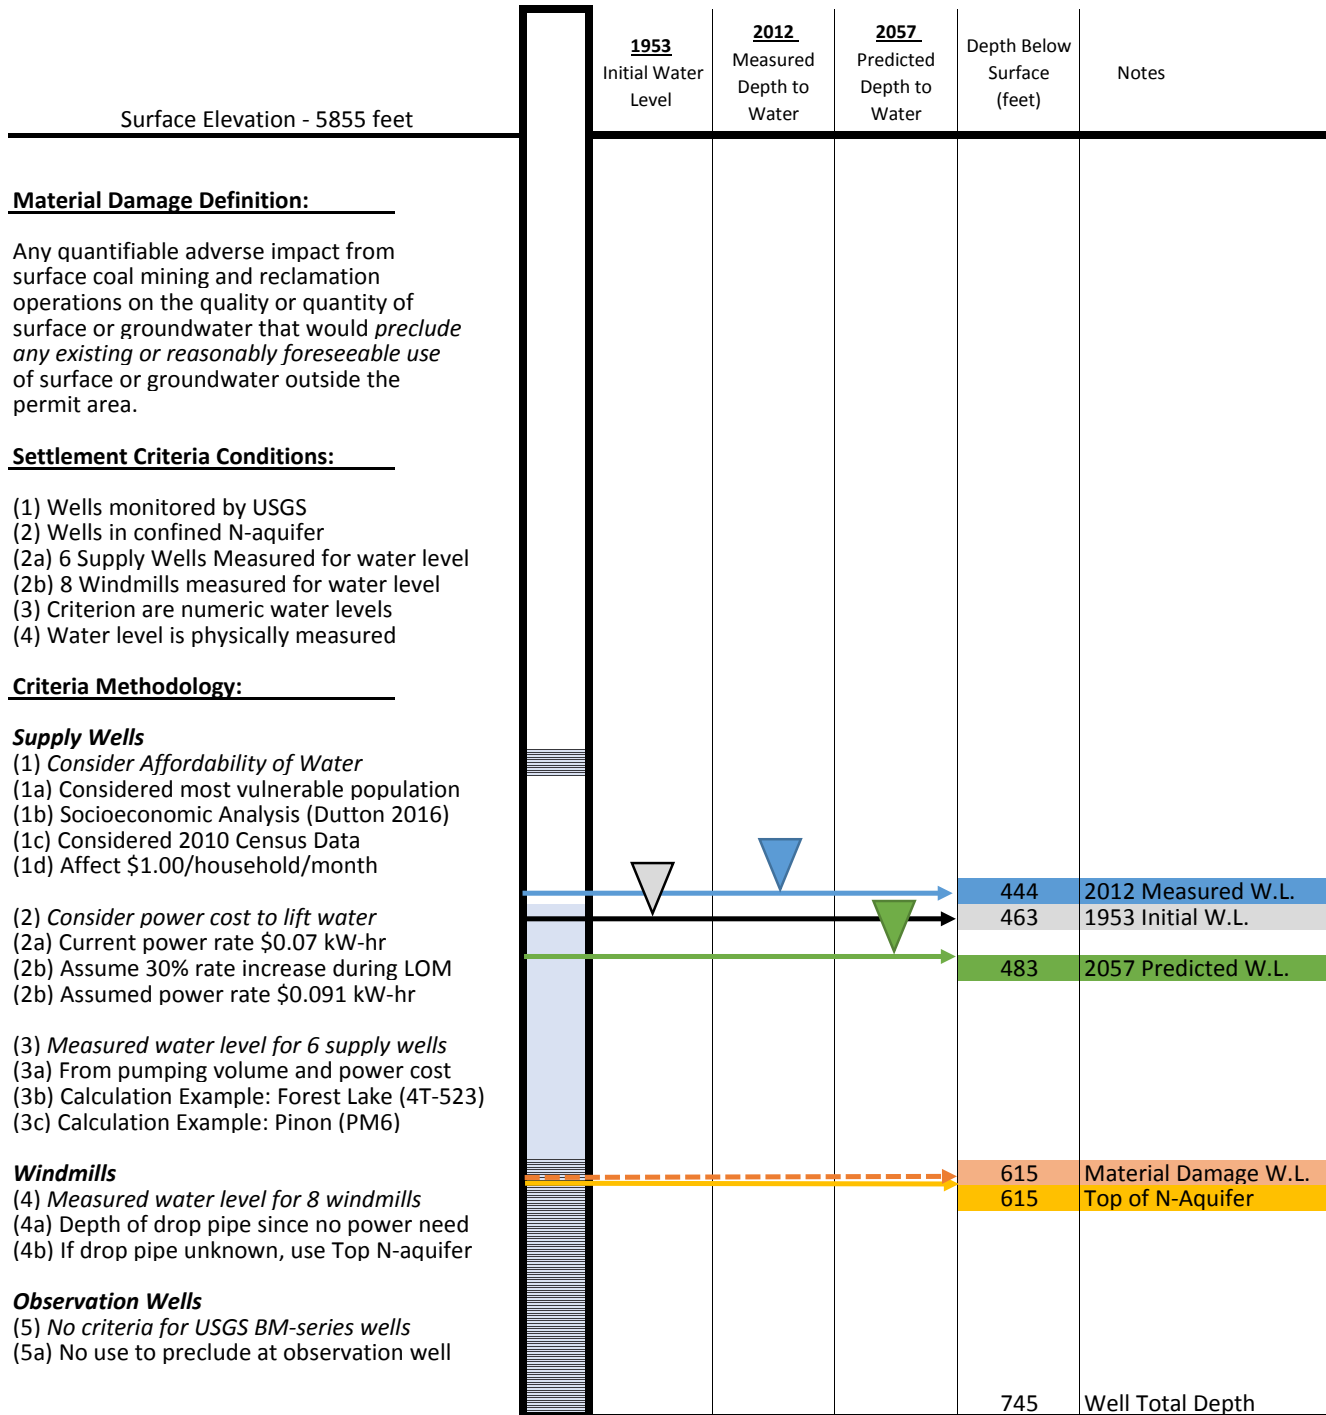 1953
Initial Water
Level
2012
Measured
Depth to
Water
2057
Predicted
Depth to
Water
Depth Below
Surface
(feet)
Notes
Surface Elevation - 5855 feet
Material Damage Definition:
Any quantifiable adverse impact from
surface coal mining and reclamation
operations on the quality or quantity of
surface or groundwater that would preclude
any existing or reasonably foreseeable use
of surface or groundwater outside the
permit area.
Settlement Criteria Conditions:
(1) Wells monitored by USGS
(2) Wells in confined N-aquifer
(2a) 6 Supply Wells Measured for water level
(2b) 8 Windmills measured for water level
(3) Criterion are numeric water levels
(4) Water level is physically measured
Criteria Methodology:
Supply Wells
(1) Consider Affordability of Water
(1a) Considered most vulnerable population
(1b) Socioeconomic Analysis (Dutton 2016)
(1c) Considered 2010 Census Data
(1d) Affect $1.00/household/month
(2) Consider power cost to lift water
(2a) Current power rate $0.07 kW-hr
(2b) Assume 30% rate increase during LOM
(2b) Assumed power rate $0.091 kW-hr
(3) Measured water level for 6 supply wells
(3a) From pumping volume and power cost
(3b) Calculation Example: Forest Lake (4T-523)
(3c) Calculation Example: Pinon (PM6)
Windmills
(4) Measured water level for 8 windmills
(4a) Depth of drop pipe since no power need
(4b) If drop pipe unknown, use Top N-aquifer
Observation Wells
(5) No criteria for USGS BM-series wells
(5a) No use to preclude at observation well
444 2012 Measured W.L.
463 1953 Initial W.L.
483 2057 Predicted W.L.
615 Material Damage W.L.
615 Top of N-Aquifer
745 Well Total Depth